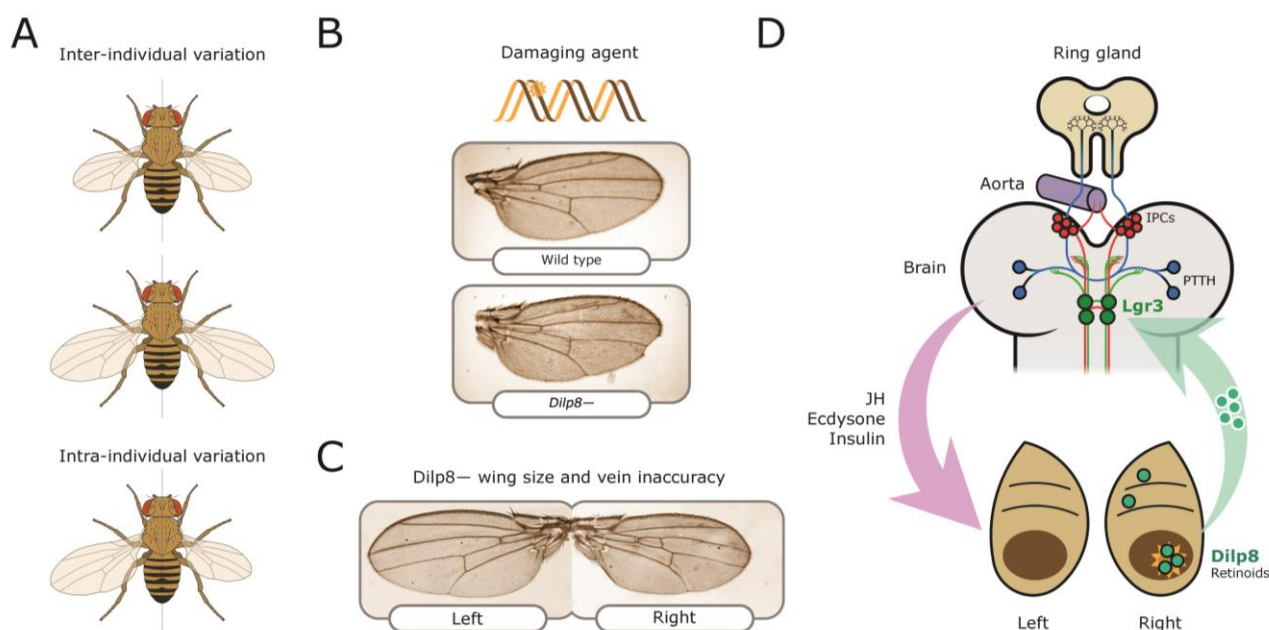 A
Inter-individual variation
Intra-individual variation
B
Damaging agent
Wild type
Dilp8—
C
Dilp8— wing size and vein inaccuracy
Left
Right
D
Ring gland
Aorta
IPCs
Brain
PTTH
Lgr3
JH
Ecdysone
Insulin
Dilp8
Retinoids
Left
Right